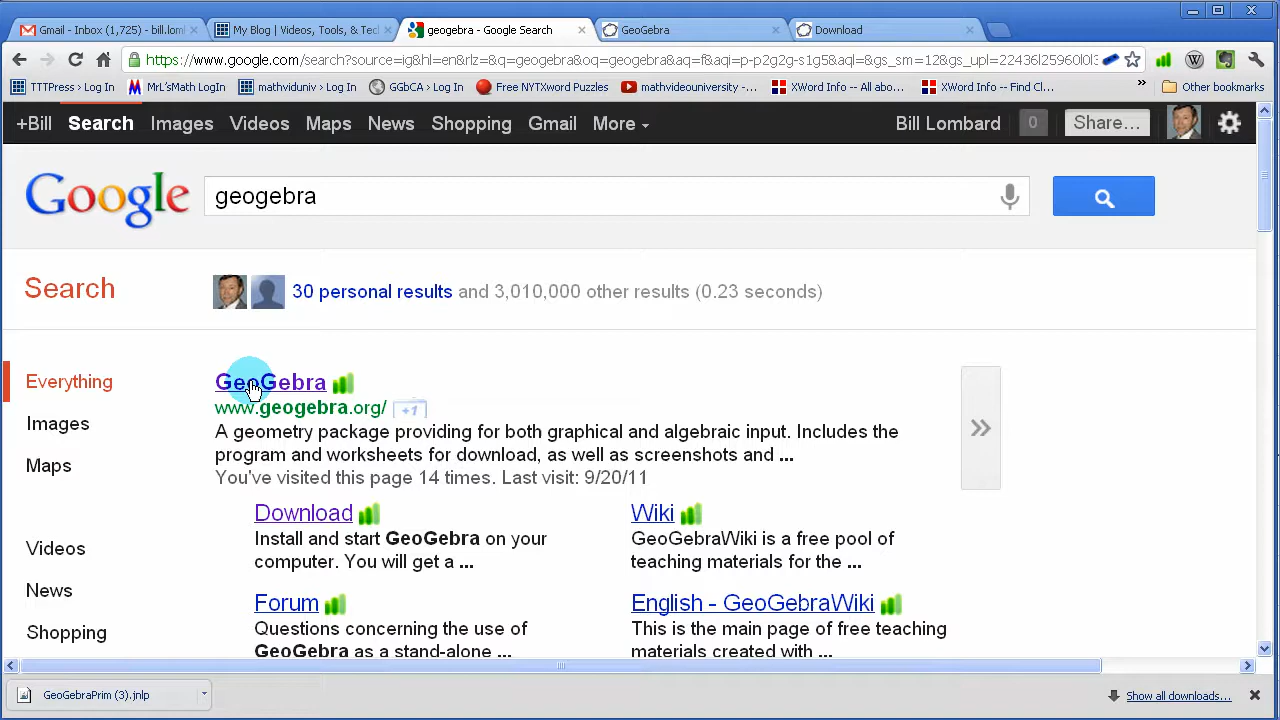 Gmail - Inbox (1,725) - bill.lom
My Blog | Videos, Tools, & Tec
geogebra - Google Search
GeoGebra
Download
https://www.google.com/search?source=ig&hl=en&rlz=&q=geogebra&oq=geogebra&aq=f&aqi=p-p2g2g-s1g5&aql=&gs_sm=12&gs_upl=22436l25960l0l3
TTTPress> Log In
MrL'sMath LogIn
mathviduniv > Log In
GGbCA > Log In
Free NYTXword Puzzles
mathvideouniversity -...
XWord Info -- All abo...
XWord Info -- Find Cl...
»
Other bookmarks
+Bill Search Images Videos Maps News Shopping Gmail More
Bill Lombard 0 Share...
Google
geogebra
Search
30 personal results and 3,010,000 other results (0.23 seconds)
Everything
Images
Maps
Videos
News
Shopping
GeoGebra
www.geogebra.org/ +1
A geometry package providing for both graphical and algebraic input. Includes the
program and worksheets for download, as well as screenshots and ...
You've visited this page 14 times. Last visit: 9/20/11
»
Download
Install and start GeoGebra on your
computer. You will get a ...
Wiki
GeoGebraWiki is a free pool of
teaching materials for the ...
Forum
Questions concerning the use of
GeoGebra as a stand-alone ...
English - GeoGebraWiki
This is the main page of free teaching
materials created with ...
GeoGebraPrim (3).jnlp
Show all downloads...